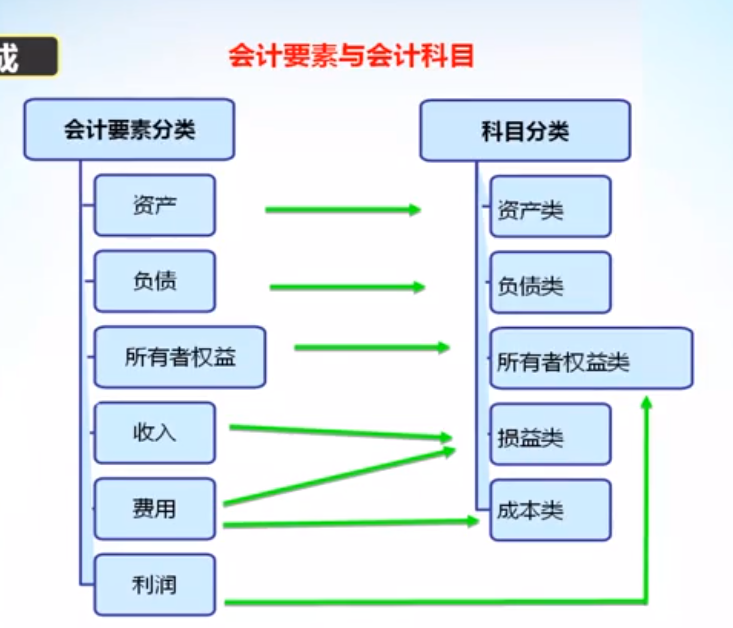 成
会计要素与会计科目
会计要素分类
资产
负债
所有者权益
收入
费用
利润
科目分类
资产类
负债类
所有者权益类
损益类
成本类